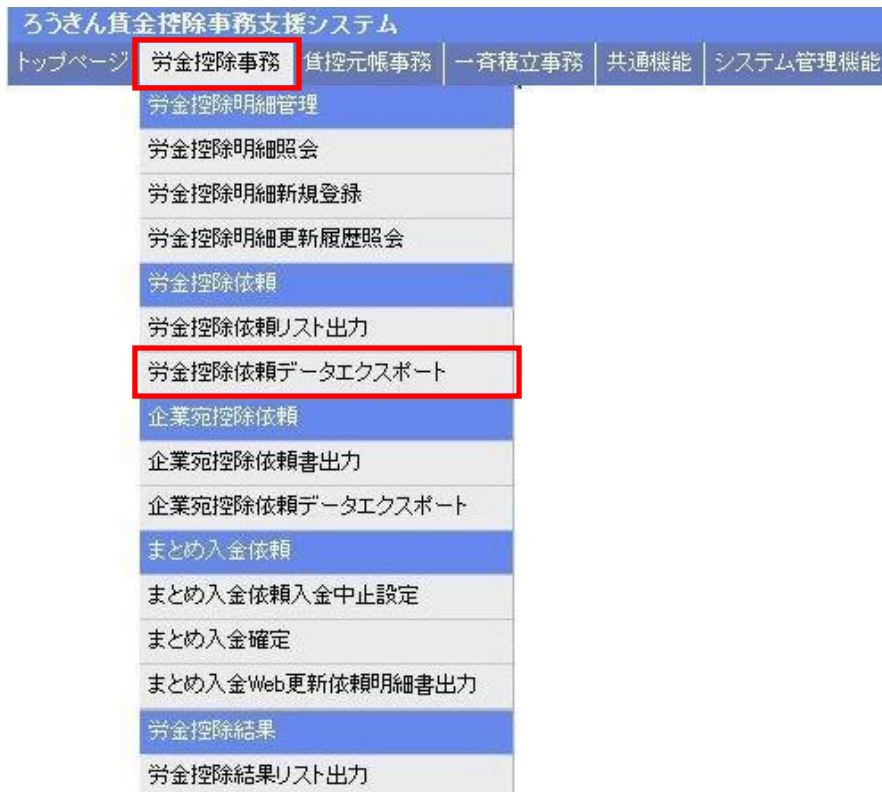 ろうきん賃金控除事務支援システム
トップページ 労金控除事務 賃控元帳事務 一斉積立事務 共通機能 システム管理機能
労金控除明細管理
労金控除明細照会
労金控除明細新規登録
労金控除明細更新履歴照会
労金控除依頼
労金控除依頼リスト出力
労金控除依頼データエクスポート
企業宛控除依頼
企業宛控除依頼書出力
企業宛控除依頼データエクスポート
まとめ入金依頼
まとめ入金依頼入金中止設定
まとめ入金確定
まとめ入金Web更新依頼明細書出力
労金控除結果
労金控除結果リスト出力